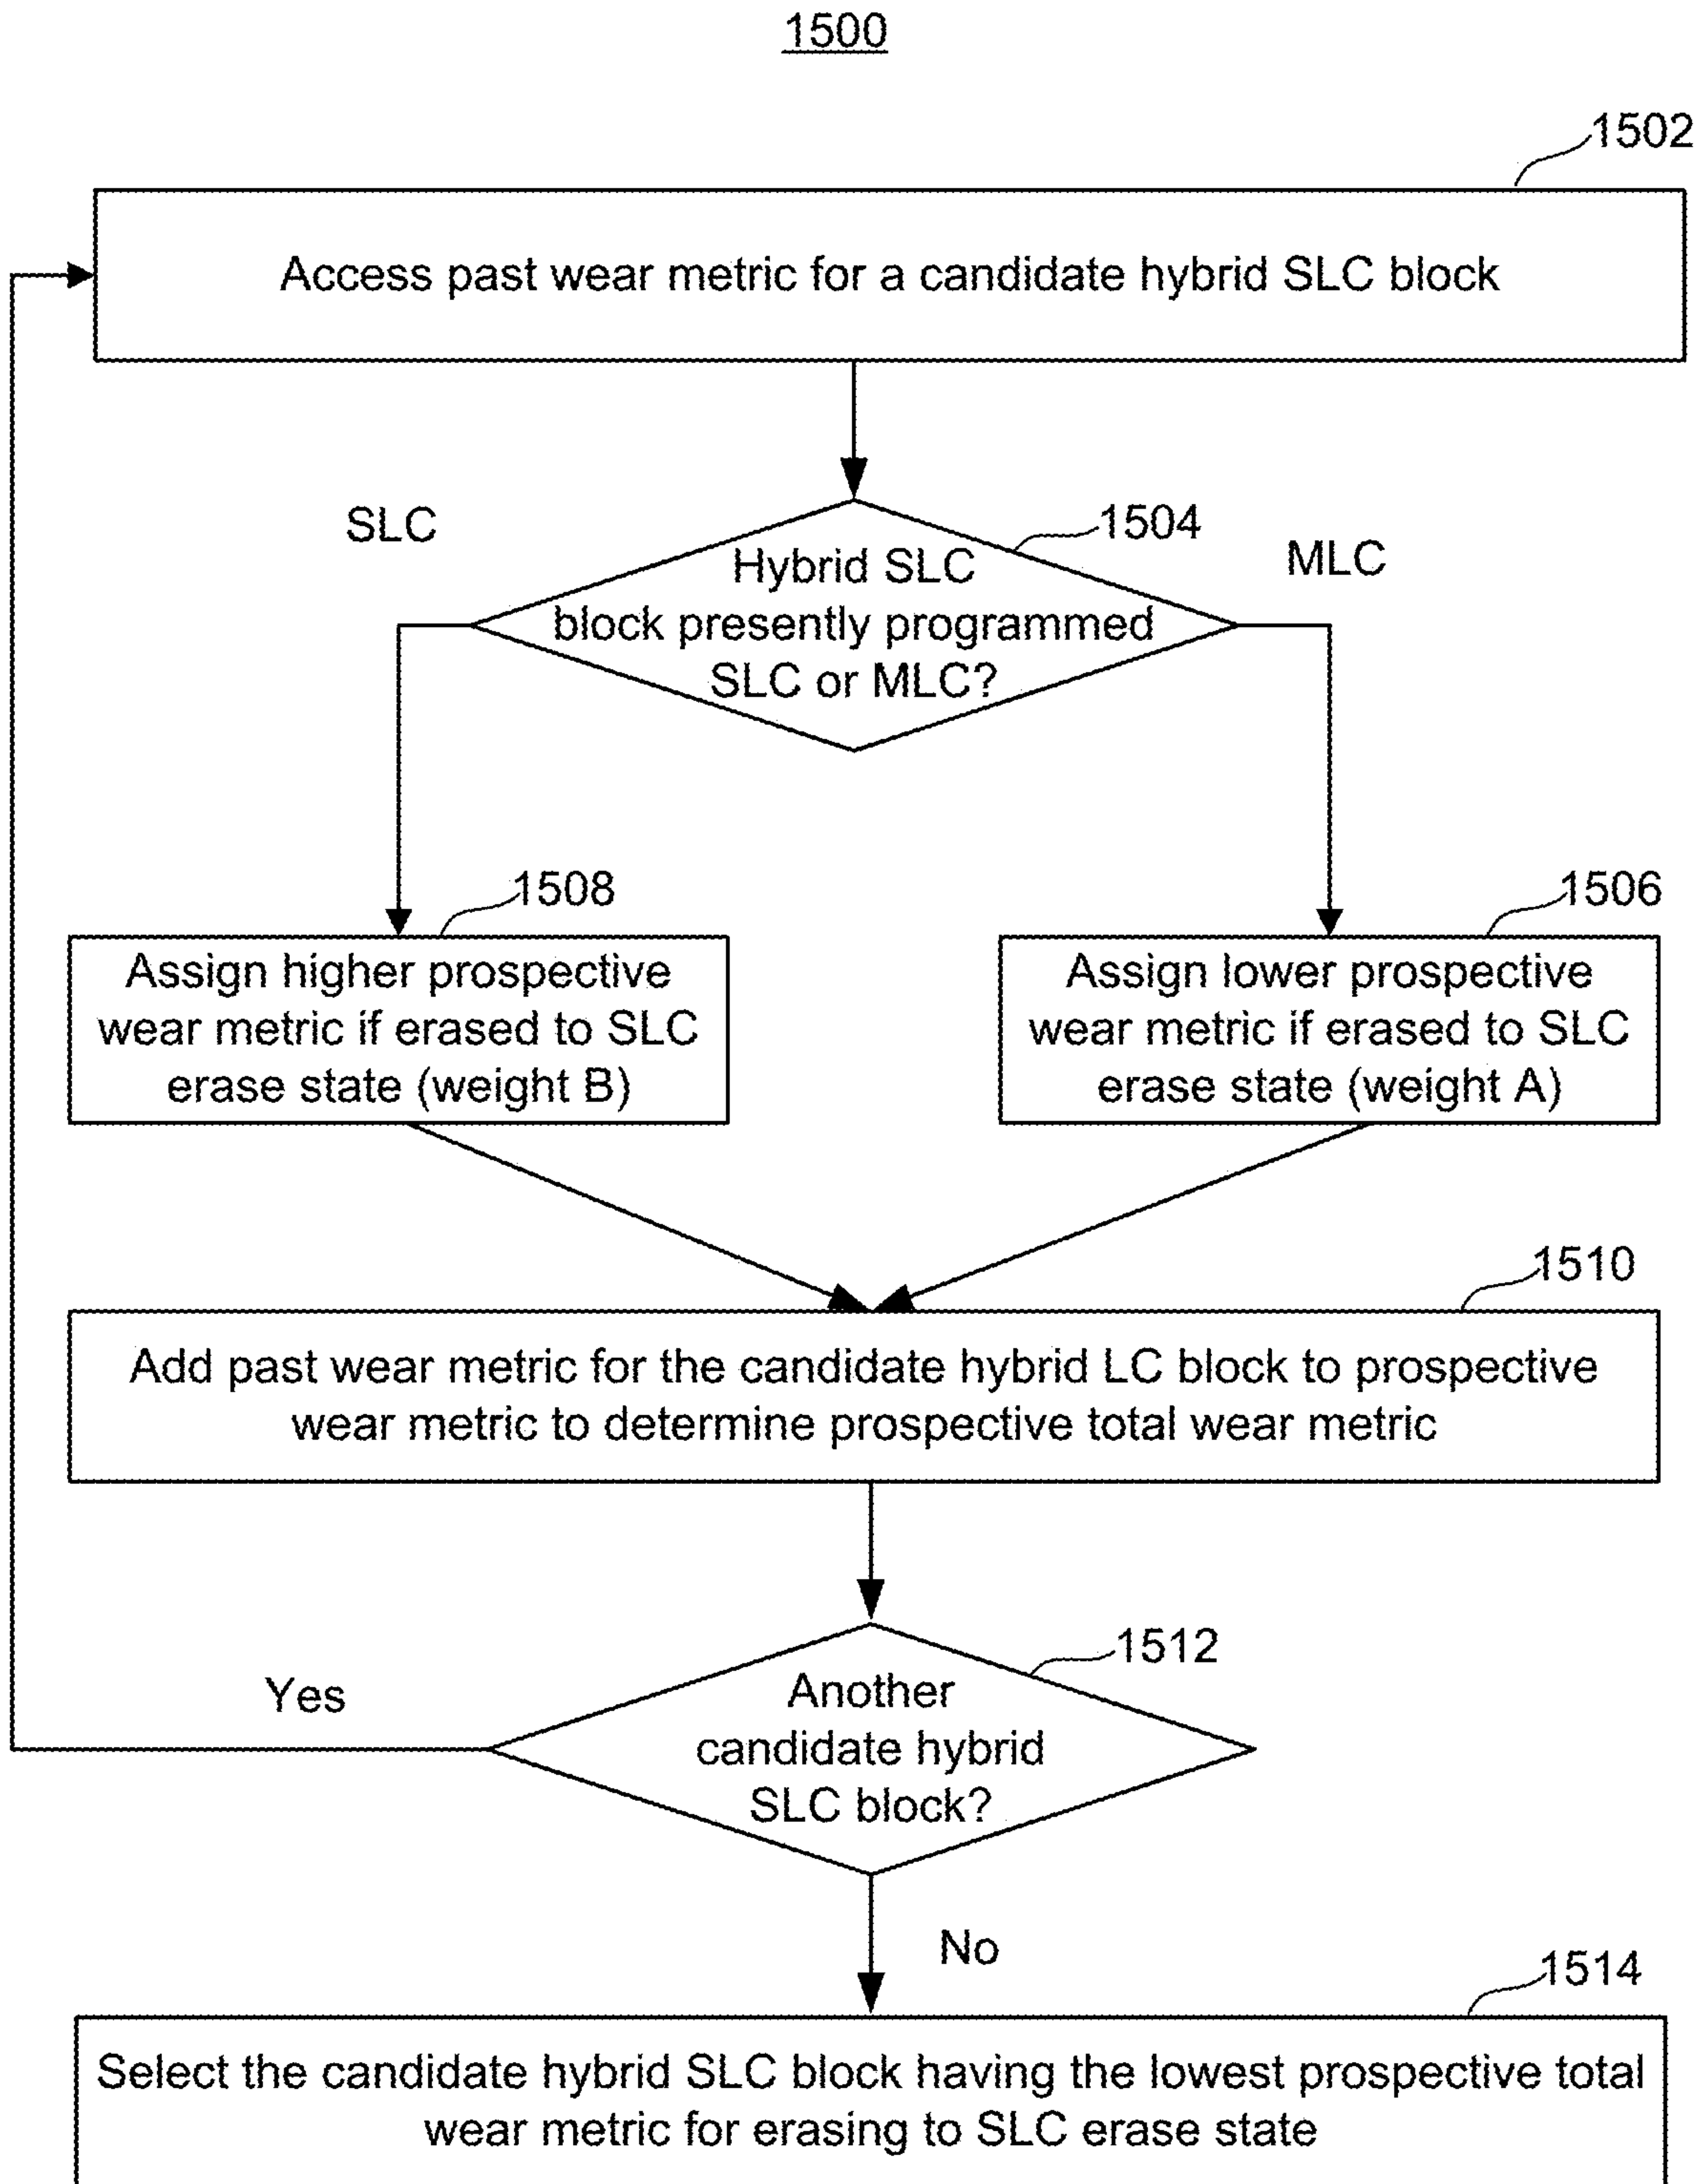 1500
1502
Access past wear metric for a candidate hybrid SLC block
SLC
1504
MLC
Hybrid SLC
block presently programmed
SLC or MLC?
1508
1506
Assign higher prospective
wear metric if erased to SLC
erase state (weight B)
Assign lower prospective
wear metric if erased to SLC
erase state (weight A)
1510
Add past wear metric for the candidate hybrid LC block to prospective
wear metric to determine prospective total wear metric
1512
Yes
Another
candidate hybrid
SLC block?
No
1514
Select the candidate hybrid SLC block having the lowest prospective total
wear metric for erasing to SLC erase state